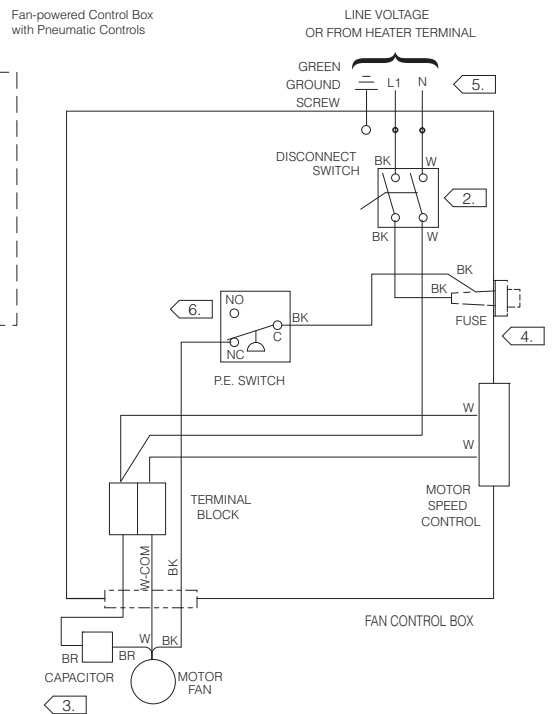 Fan-powered Control Box
with Pneumatic Controls
LINE VOLTAGE
OR FROM HEATER TERMINAL
GREEN
GROUND
SCREW
L1
N
5.
DISCONNECT
SWITCH
BK
W
2.
BK
W
BK
BK
FUSE
4.
6.
NO
BK
C
NC
P.E. SWITCH
W
W
MOTOR
SPEED
CONTROL
TERMINAL
BLOCK
W-COM
BK
FAN CONTROL BOX
W
BK
BR
BR
CAPACITOR
MOTOR
FAN
3.